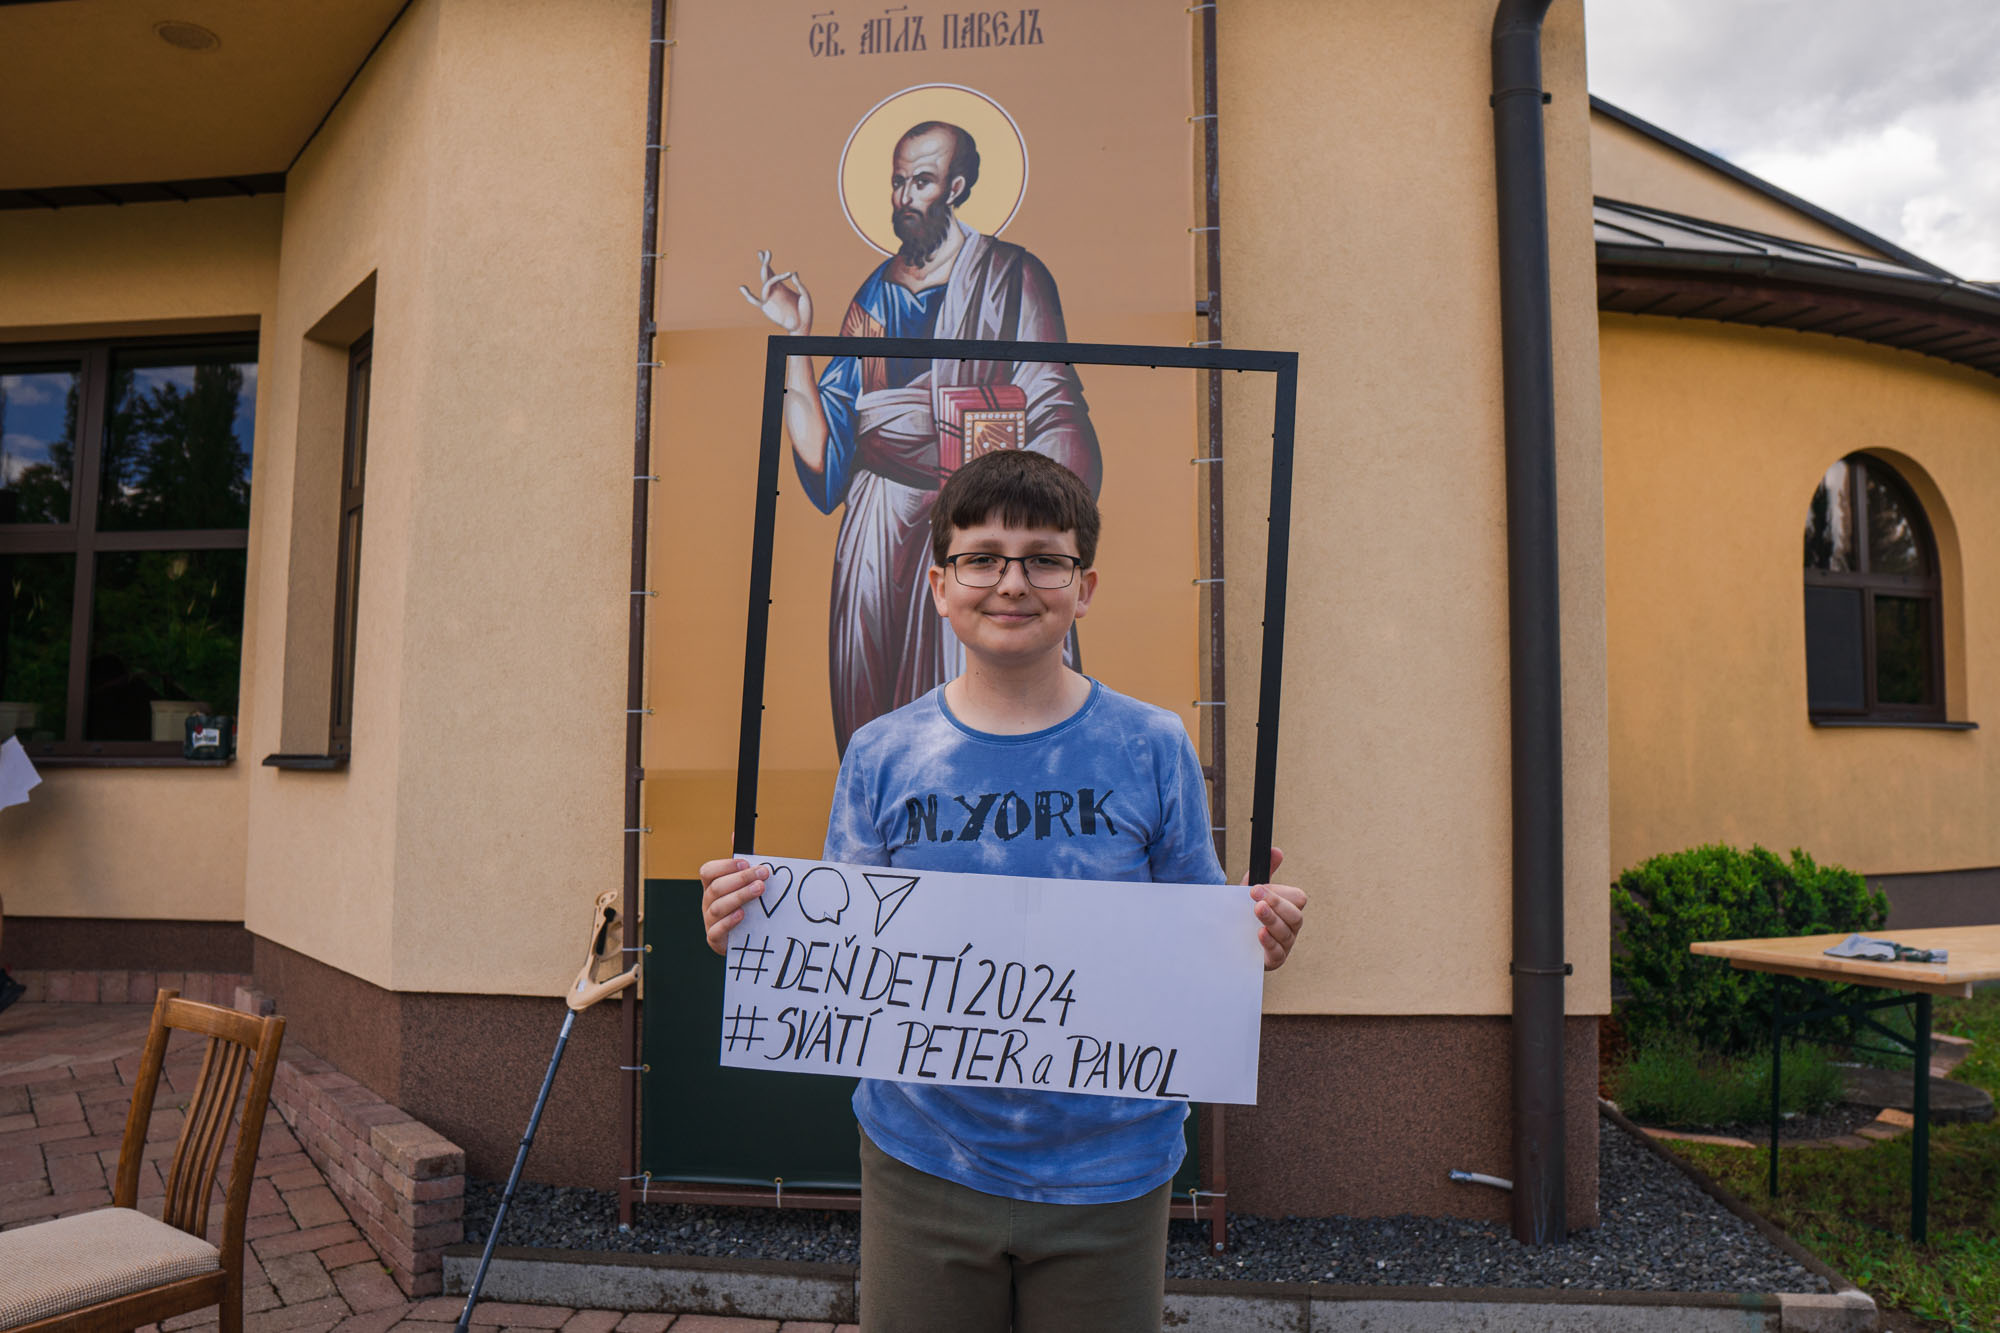 СВ. АПЛЪ ПАВЕЛЪ
N.YORK
#DEŇDETÍ2024
#SVÄTÍ PETER a PAVOL